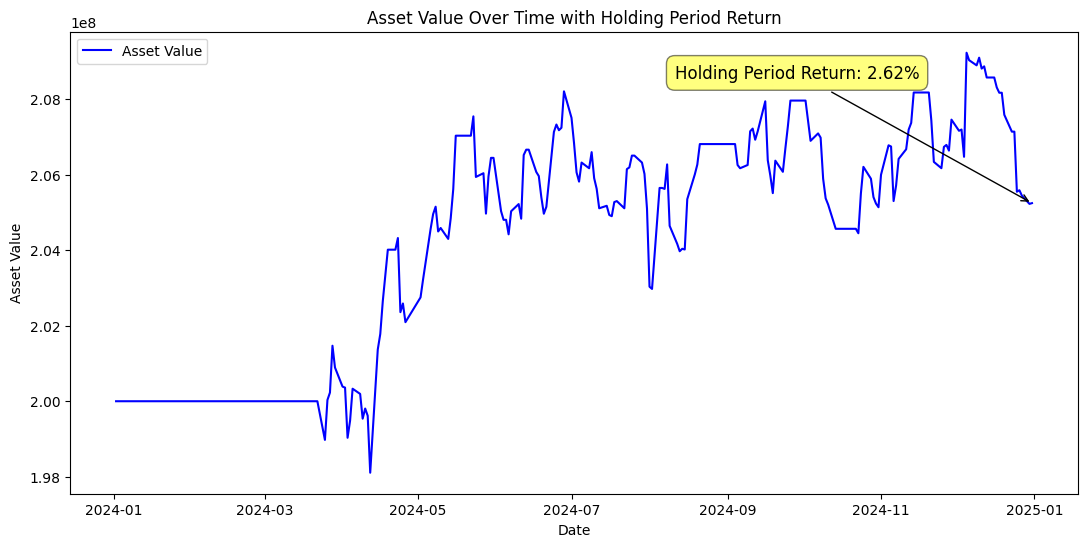 Asset Value Over Time with Holding Period Return
1e8
Asset Value
Holding Period Return: 2.62%
2.08
2.06
2.04
2.02
2.00
1.98
Asset Value
2024-01
2024-03
2024-05
2024-07
2024-09
2024-11
2025-01
Date